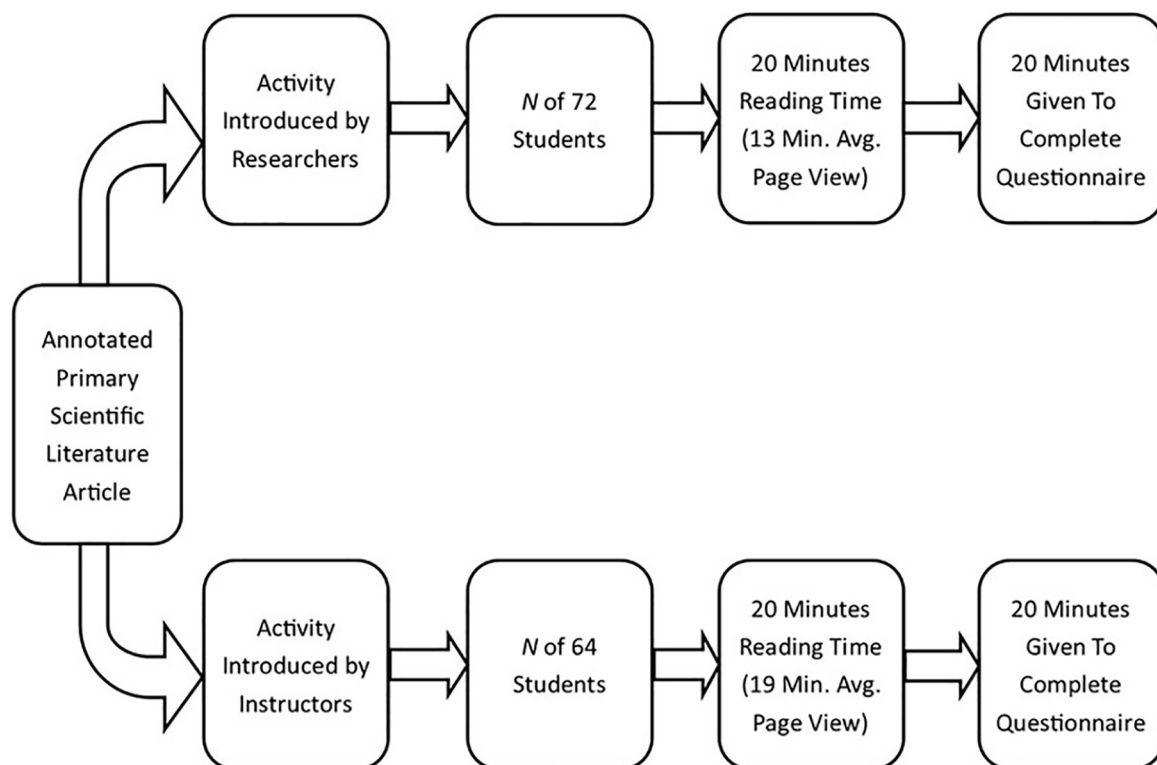 Annotated
Primary
Scientific
Literature
Article
Activity
Introduced by
Researchers
N of 72
Students
20 Minutes
Reading Time
(13 Min. Avg.
Page View)
20 Minutes
Given To
Complete
Questionnaire
Activity
Introduced by
Instructors
N of 64
Students
20 Minutes
Reading Time
(19 Min. Avg.
Page View)
20 Minutes
Given To
Complete
Questionnaire